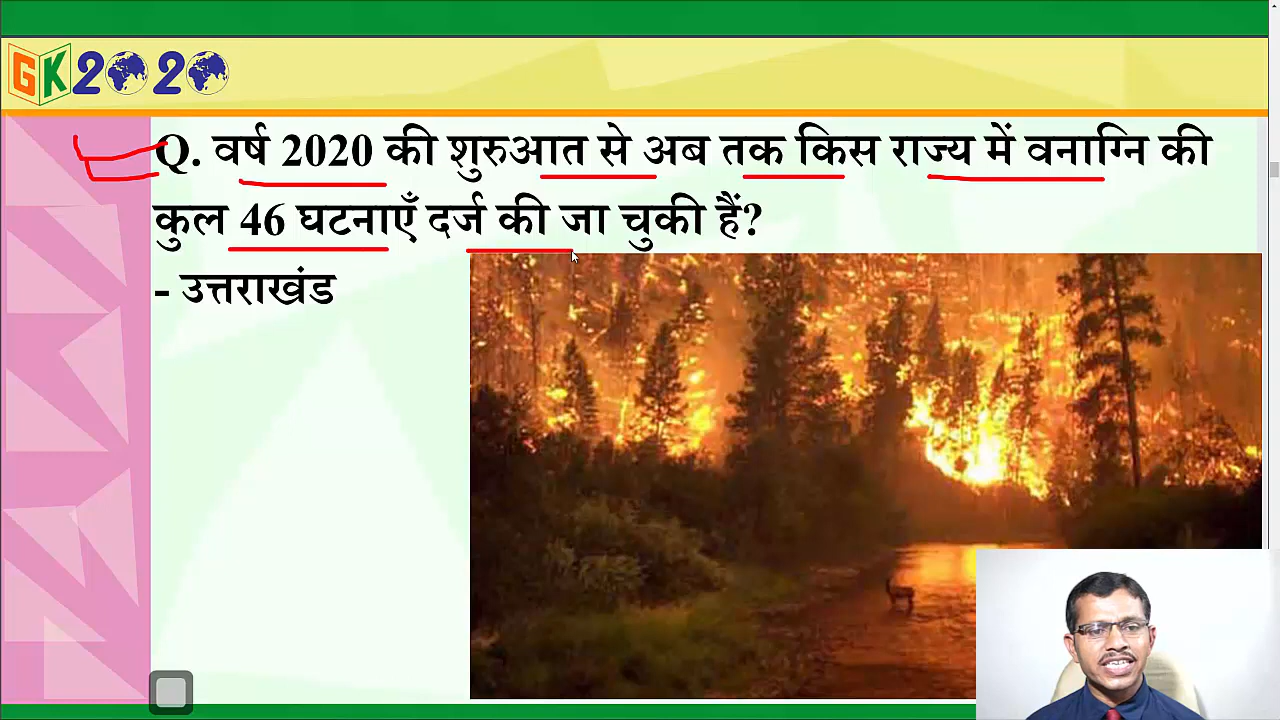 GK2020
Q. वर्ष 2020 की शुरुआत से अब तक किस राज्य में वनाग्नि की
कुल 46 घटनाएँ दर्ज की जा चुकी हैं?
- उत्तराखंड